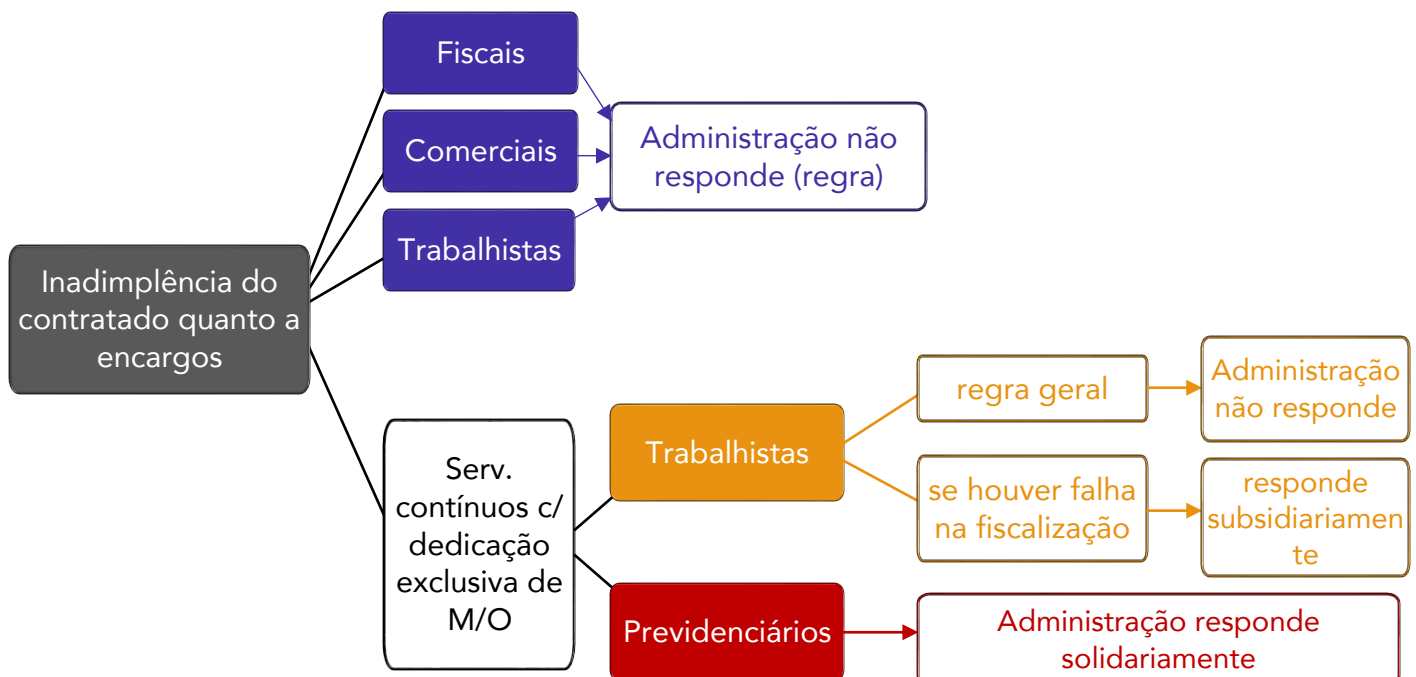 Fiscais
Comerciais
Trabalhistas
Administração não
responde (regra)
Inadimplência do
contratado quanto a
encargos
Serv.
contínuos c/
dedicação
exclusiva de
M/O
Trabalhistas
regra geral
Administração
não responde
se houver falha
na fiscalização
responde
subsidiariamen
te
Previdenciários
Administração responde
solidariamente